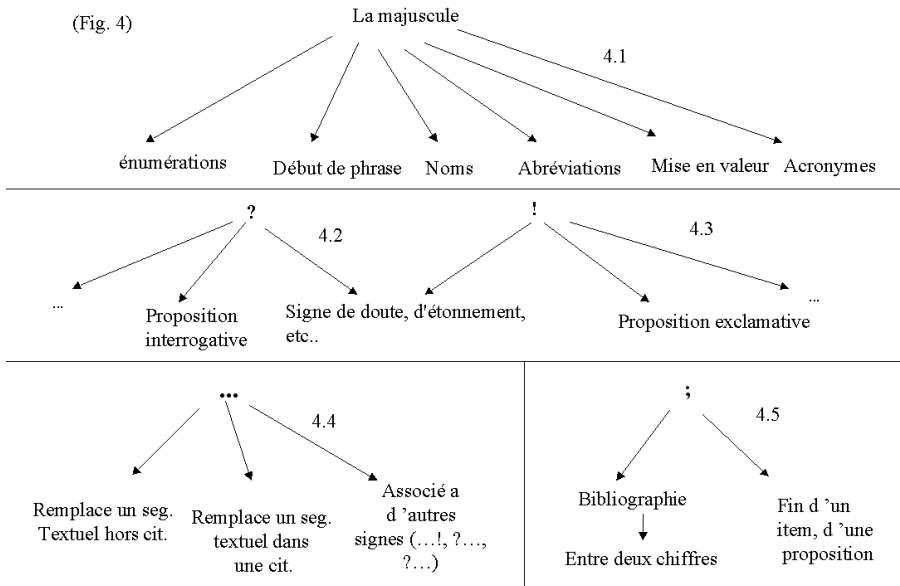 (Fig. 4)
La majuscule
4.1
énumérations
Début de phrase
Noms
Abréviations
Mise en valeur
Acronymes
?
4.2
!
4.3
...
Proposition
interrogative
Signe de doute, d'étonnement,
etc..
Proposition exclamative
...
...
4.4
;
4.5
Remplace un seg.
Textuel hors cit.
Remplace un seg.
textuel dans
une cit.
Associé a
d ’autres
signes (…!, ?…,
?…)
Bibliographie
Entre deux chiffres
Fin d ’un
item, d ’une
proposition